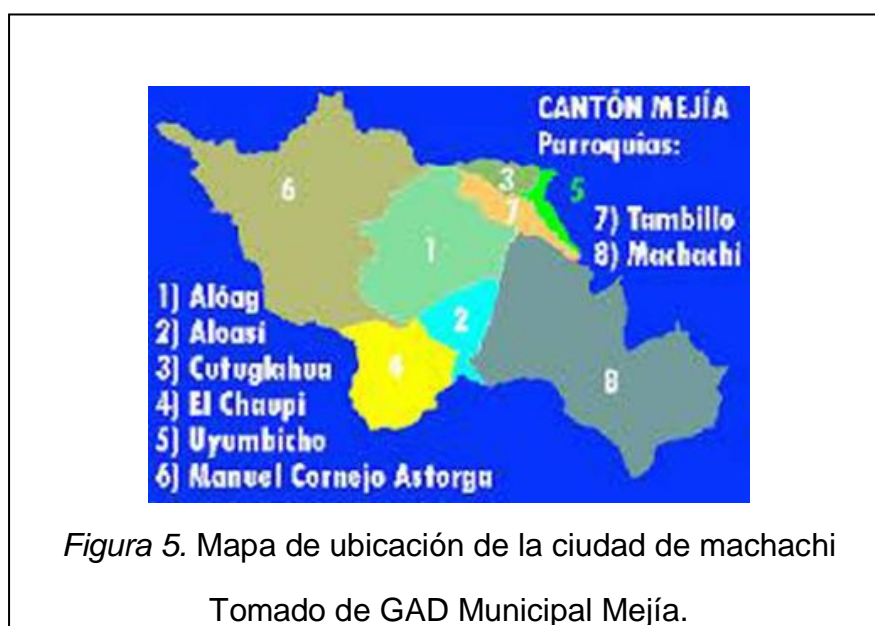 CANTÓN MEJÍA
Parroquias:
6
3
5
7
7) Tambillo
8) Machachi
1
1) Alóag
2) Aloasí
2
3) Cutuglahua
4
8
4) El Chaupi
5) Uyumbicho
6) Manuel Cornejo Astorga
Figura 5. Mapa de ubicación de la ciudad de machachi
Tomado de GAD Municipal Mejía.